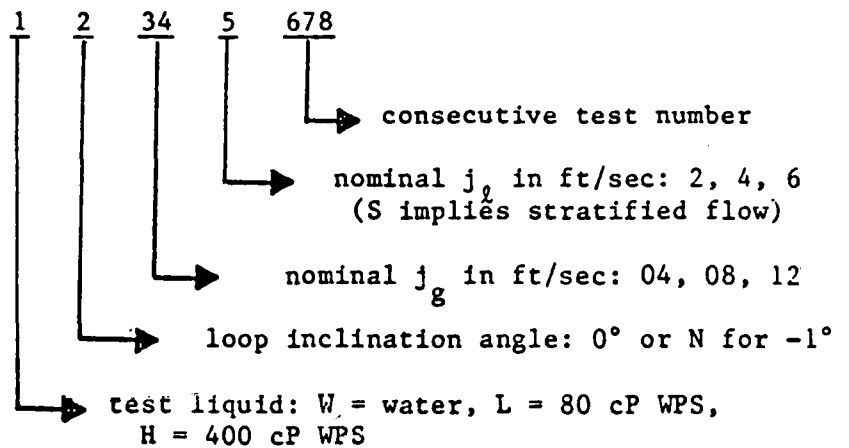 1 2 34 5 678
consecutive test number
nominal jℓ in ft/sec: 2, 4, 6
(S implies stratified flow)
nominal jg in ft/sec: 04, 08, 12
loop inclination angle: 0° or N for -1°
test liquid: W = water, L = 80 cP WPS,
H = 400 cP WPS